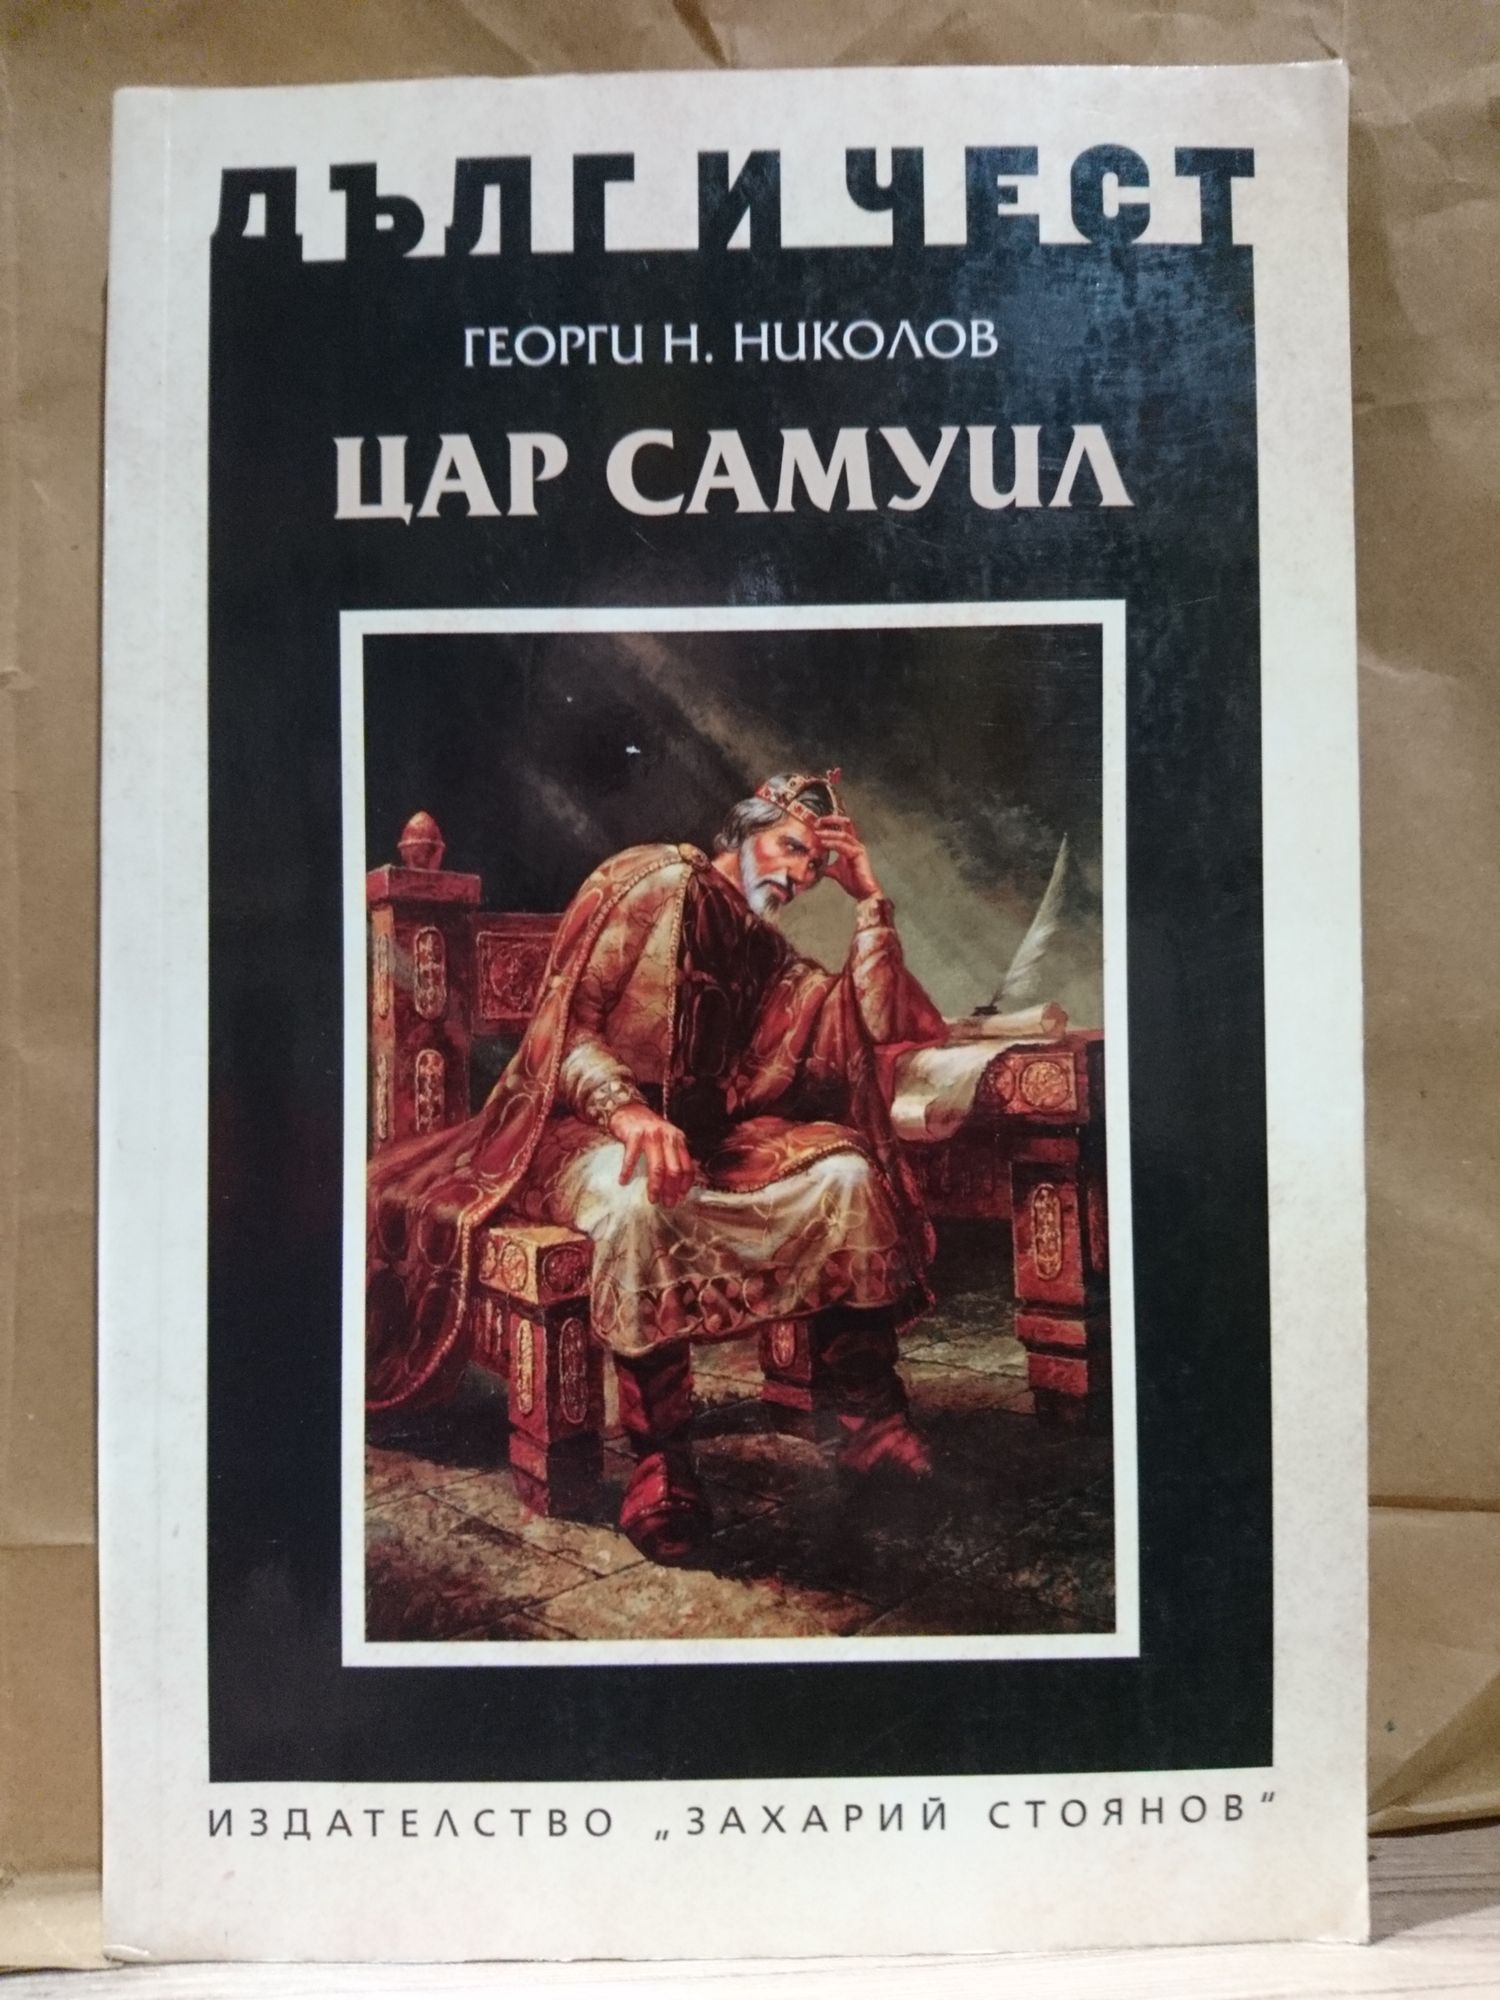 ДЪЛГ И ЧЕСТ
ГЕОРГИ Н. НИКОЛОВ
ЦАР САМУИЛ
ИЗДАТЕЛСТВО „ЗАХАРИЙ СТОЯНОВ“